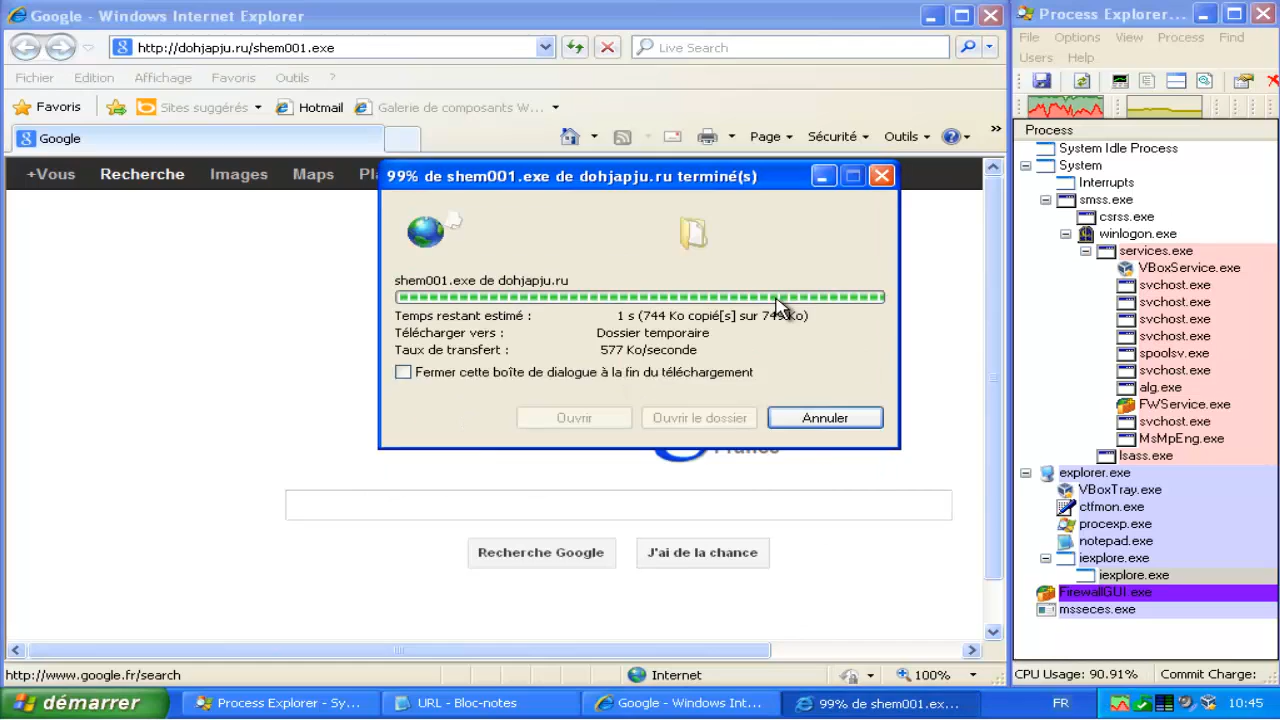 Google - Windows Internet Explorer
http://dohjapju.ru/shem001.exe
Live Search
Fichier Edition Affichage Favoris Outils ?
Favoris Sites suggérés Hotmail Galerie de composants W...
Google
Page Sécurité Outils »
+Vous Recherche Images Maps
99% de shem001.exe de dohjapju.ru terminé(s)
shem001.exe de dohjapju.ru
Temps restant estimé : 1 s (744 Ko copié[s] sur 749 Ko)
Télécharger vers : Dossier temporaire
Taux de transfert : 577 Ko/seconde
Fermer cette boîte de dialogue à la fin du téléchargement
Ouvrir Ouvrir le dossier Annuler
France
Recherche Google J'ai de la chance
http://www.google.fr/search Internet 100%
Process Explorer...
File Options View Process Find
Users Help
Process
System Idle Process
System
Interrupts
smss.exe
csrss.exe
winlogon.exe
services.exe
VBoxService.exe
svchost.exe
svchost.exe
svchost.exe
svchost.exe
spoolsv.exe
svchost.exe
alg.exe
FWService.exe
svchost.exe
MsMpEng.exe
lsass.exe
explorer.exe
VBoxTray.exe
ctfmon.exe
procexp.exe
notepad.exe
iexplore.exe
iexplore.exe
FirewallGUI.exe
msseces.exe
CPU Usage: 90.91% Commit Charge:
démarrer Process Explorer - Sy... URL - Bloc-notes Google - Windows Int... 99% de shem001.ex... FR 10:45